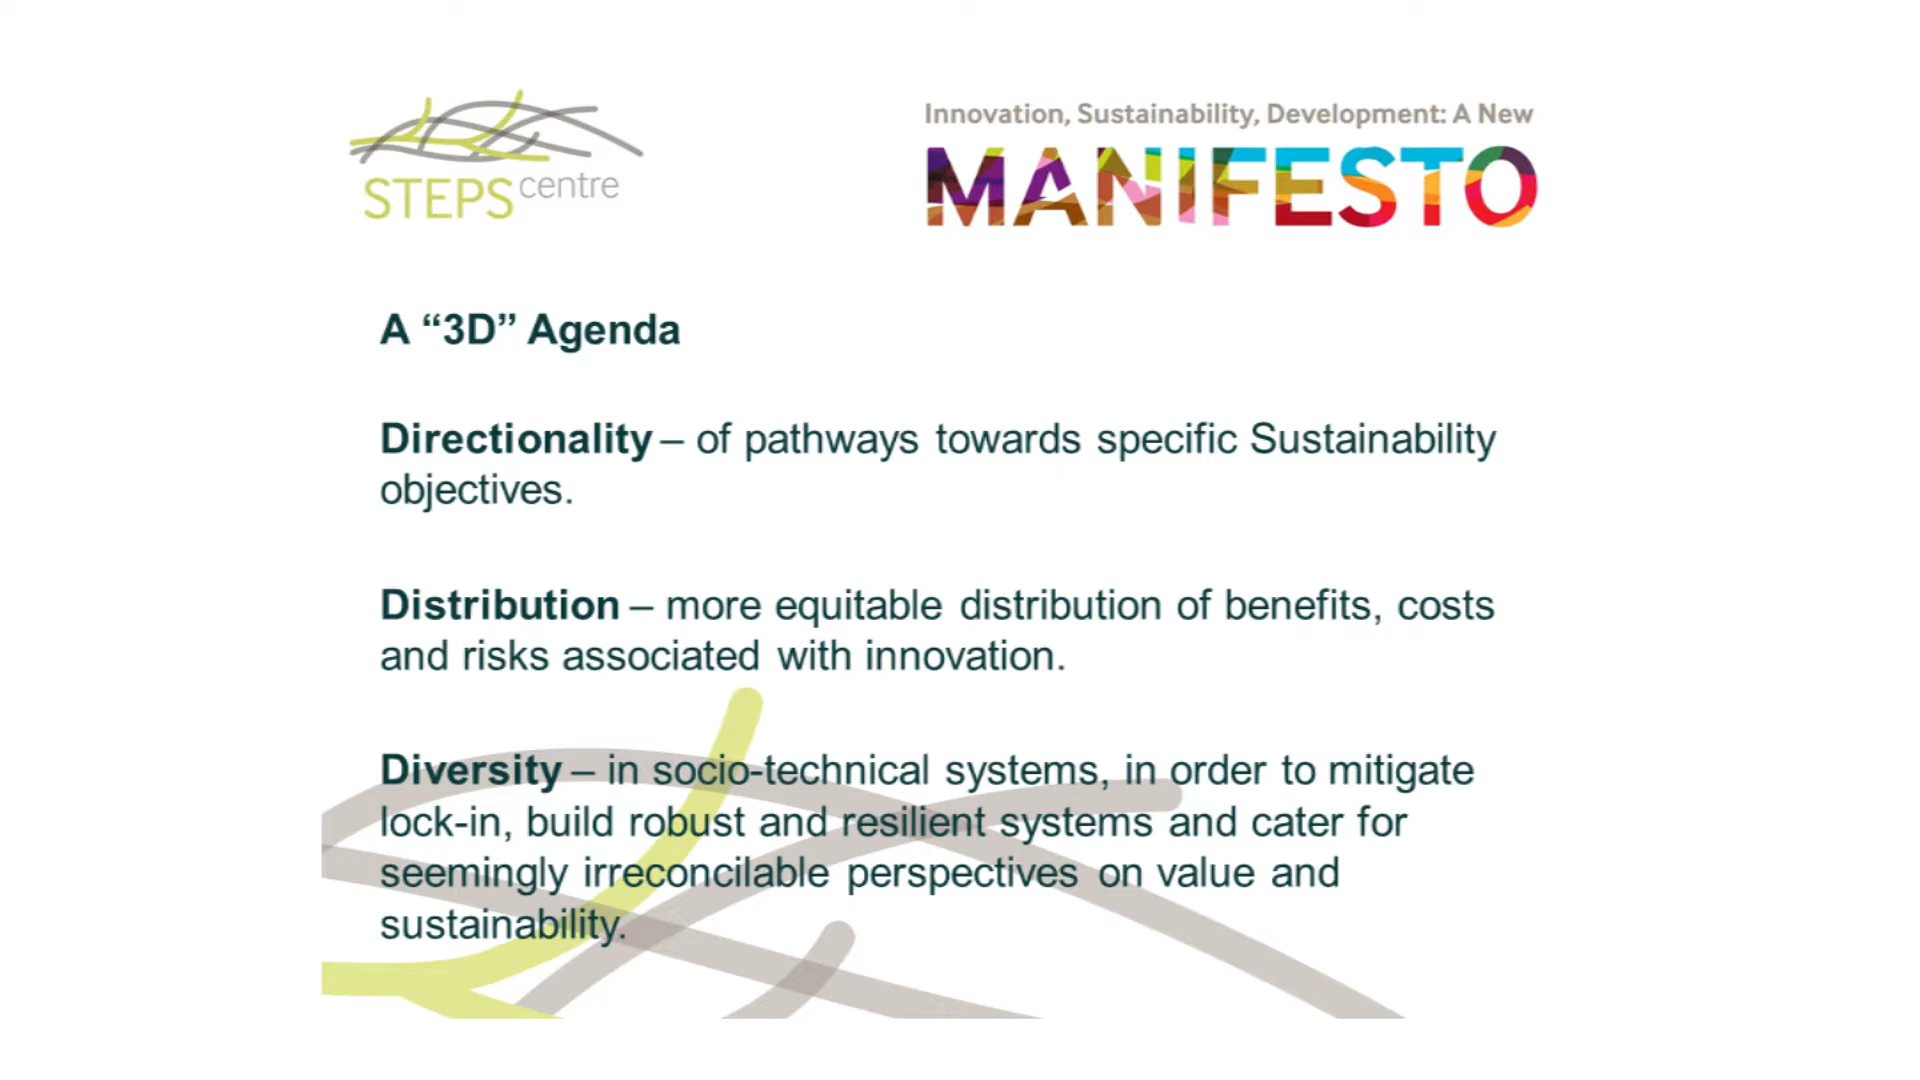 STEPS centre
Innovation, Sustainability, Development: A New
MANIFESTO
A “3D” Agenda
Directionality – of pathways towards specific Sustainability
objectives.
Distribution – more equitable distribution of benefits, costs
and risks associated with innovation.
Diversity – in socio-technical systems, in order to mitigate
lock-in, build robust and resilient systems and cater for
seemingly irreconcilable perspectives on value and
sustainability.